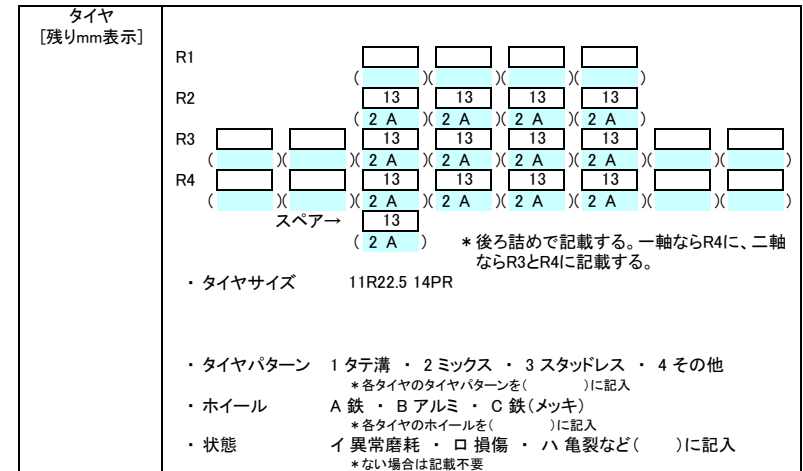 タイヤ
[残りmm表示]
R1
( )( )( )( )
R2 13 13 13 13
( 2 A )( 2 A )( 2 A )( 2 A )
R3 13 13 13 13
( )( )( 2 A )( 2 A )( 2 A )( 2 A )( )( )
R4 13 13 13 13
( )( )( 2 A )( 2 A )( 2 A )( 2 A )( )( )
スペア→ 13
( 2 A ) *後ろ詰めで記載する。一軸ならR4に、二軸
ならR3とR4に記載する。
・タイヤサイズ 11R22.5 14PR
・タイヤパターン 1 タテ溝 ・ 2 ミックス ・ 3 スタッドレス ・ 4 その他
*各タイヤのタイヤパターンを( )に記入
・ホイール A 鉄 ・ B アルミ ・ C 鉄(メッキ)
*各タイヤのホイールを( )に記入
・状態 イ 異常磨耗 ・ ロ 損傷 ・ ハ 亀裂など( )に記入
*ない場合は記載不要